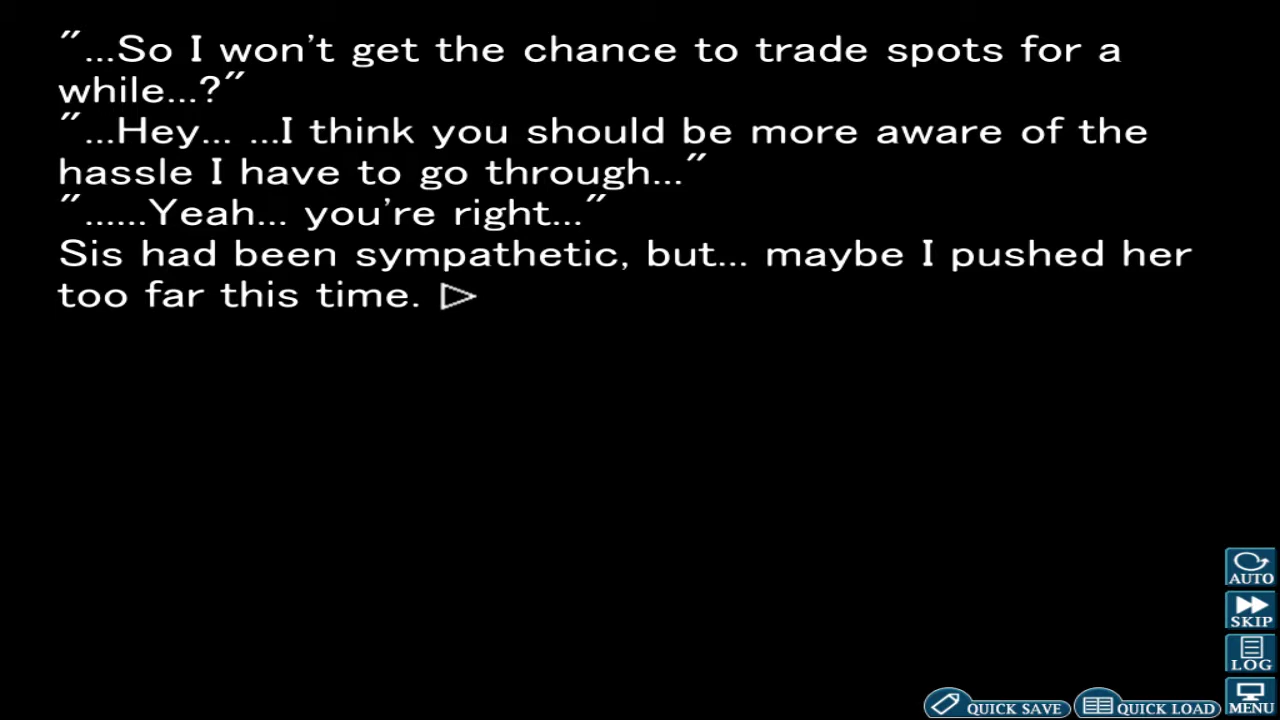 "...So I won't get the chance to trade spots for a
while...?"
"...Hey... ...I think you should be more aware of the
hassle I have to go through..."
"......Yeah... you're right..."
Sis had been sympathetic, but... maybe I pushed her
too far this time.
AUTO
SKIP
LOG
QUICK SAVE
QUICK LOAD
MENU